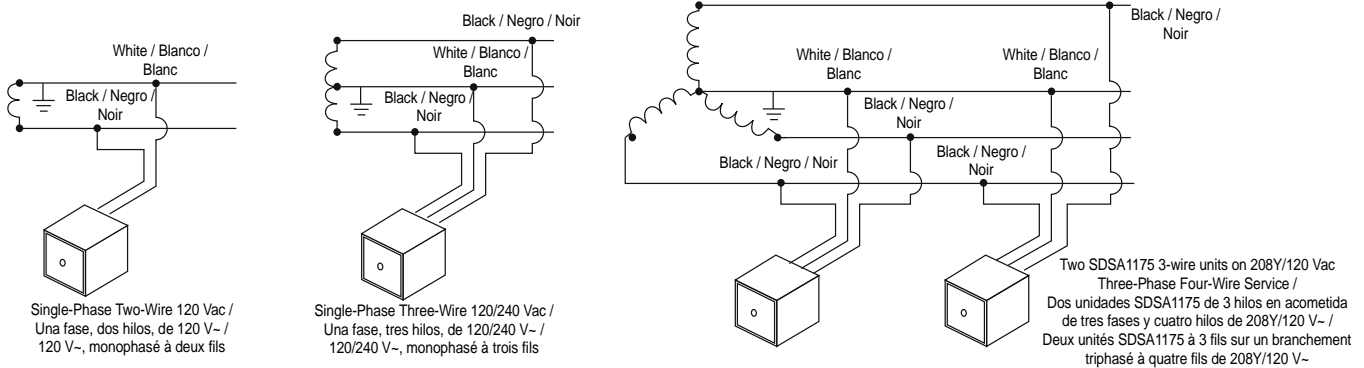 White / Blanco /
Blanc
Black / Negro /
Noir
Single-Phase Two-Wire 120 Vac /
Una fase, dos hilos, de 120 V~ /
120 V~, monophasé à deux fils
Black / Negro / Noir
White / Blanco /
Blanc
Black / Negro /
Noir
Single-Phase Three-Wire 120/240 Vac /
Una fase, tres hilos, de 120/240 V~ /
120/240 V~, monophasé à trois fils
Black / Negro /
Noir
White / Blanco /
Blanc
White / Blanco /
Blanc
Black / Negro /
Noir
Black / Negro / Noir
Black / Negro /
Noir
Two SDSA1175 3-wire units on 208Y/120 Vac
Three-Phase Four-Wire Service /
Dos unidades SDSA1175 de 3 hilos en acometida
de tres fases y cuatro hilos de 208Y/120 V~ /
Deux unités SDSA1175 à 3 fils sur un branchement
triphasé à quatre fils de 208Y/120 V~